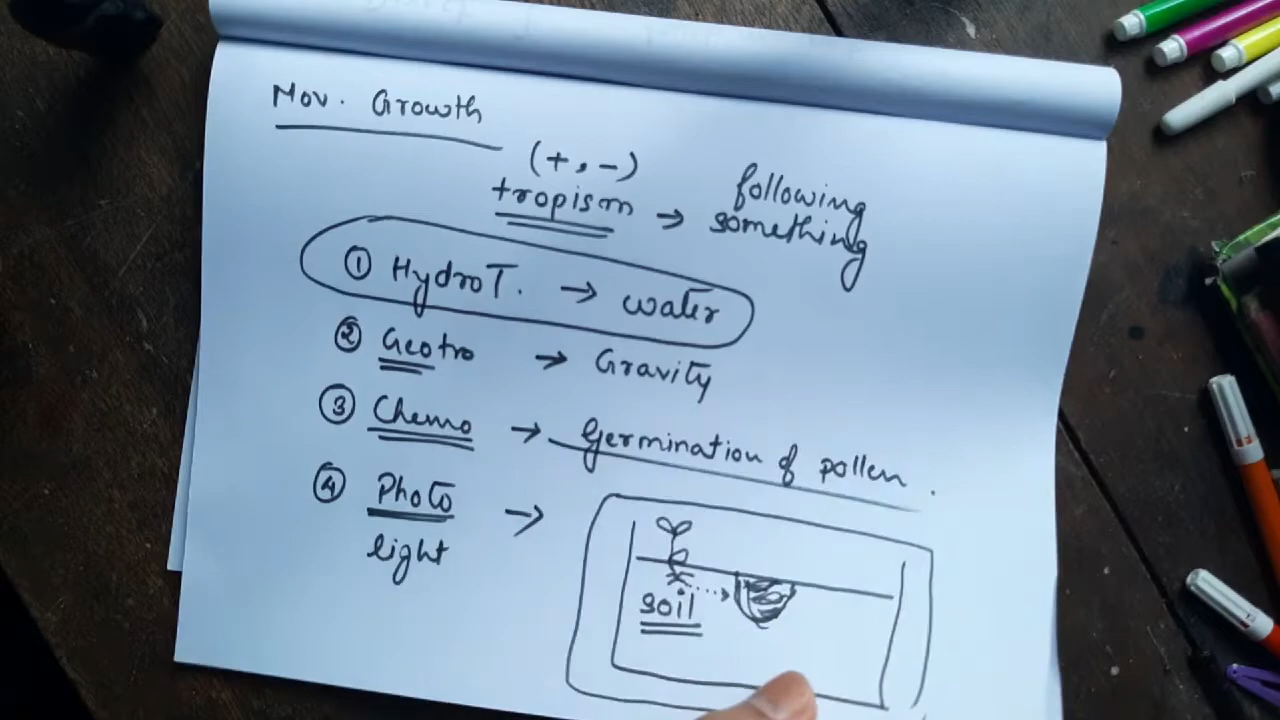 Mov. Growth
(+, -)
tropism → following something
① HydroT. → water
② Geotro → Gravity
③ Chemo → Germination of pollen.
④ Photo →
light
soil